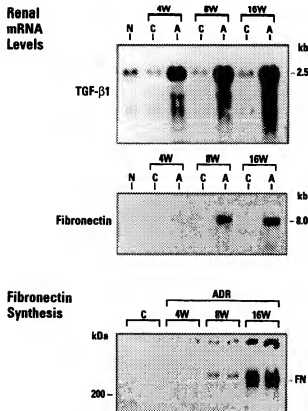 Renal mRNA Levels
4W 8W 16W
N C A C A C A
kb
TGF-β1
2.5
4W 8W 16W
C A C A C A
kb
Fibronectin
8.0
Fibronectin Synthesis
ADR
C 4W 8W 16W
kDa
FN
200